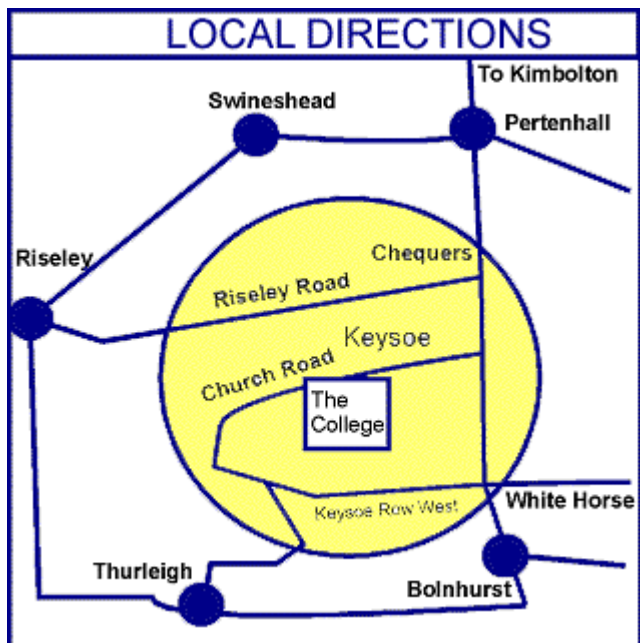 LOCAL DIRECTIONS
To Kimbolton
Swineshead
Pertenhall
Riseley
Chequers
Riseley Road
Keysoe
Church Road
The
College
Keysoe Row West
White Horse
Thurleigh
Bolnhurst